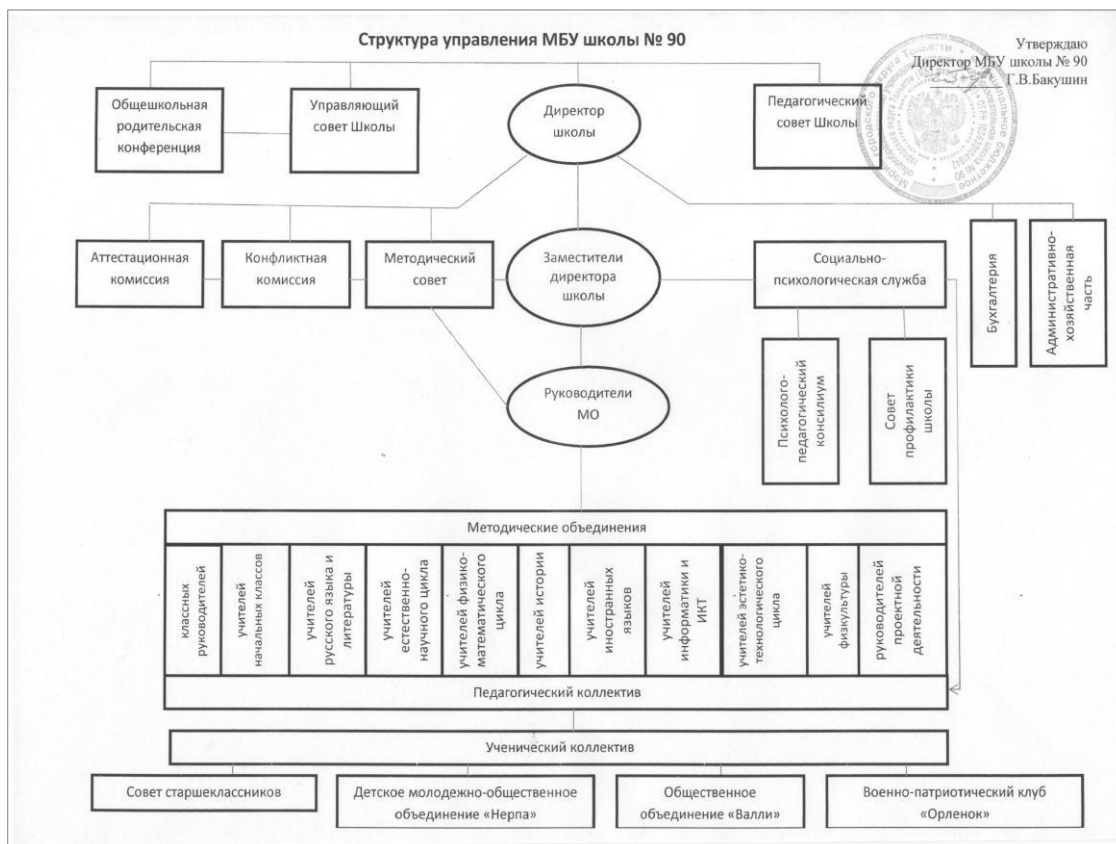 Структура управления МБУ школы № 90
Утверждаю
Директор МБУ школы № 90
Г.В.Бакушин
Общешкольная
родительская
конференция
Управляющий
совет Школы
Директор
школы
Педагогический
совет Школы
Аттестационная
комиссия
Конфликтная
комиссия
Методический
совет
Заместители
директора
школы
Социально-
психологическая служба
Бухгалтерия
Административно-
хозяйственная
часть
Руководители
МО
Психолого-
педагогический
консилиум
Совет
профилактики
школы
Методические объединения
классных
руководителей
учителей
начальных классов
учителей
русского языка и
литературы
учителей
естественно-
научного цикла
учителей физико-
математического
цикла
учителей истории
учителей
иностранных
языков
учителей
информатики и
ИКТ
учителей эстетико-
технологического
цикла
учителей
физкультуры
руководителей
проектной
деятельности
Педагогический коллектив
Ученический коллектив
Совет старшеклассников
Детское молодежно-общественное
объединение «Нерпа»
Общественное
объединение «Валли»
Военно-патриотический клуб
«Орленок»